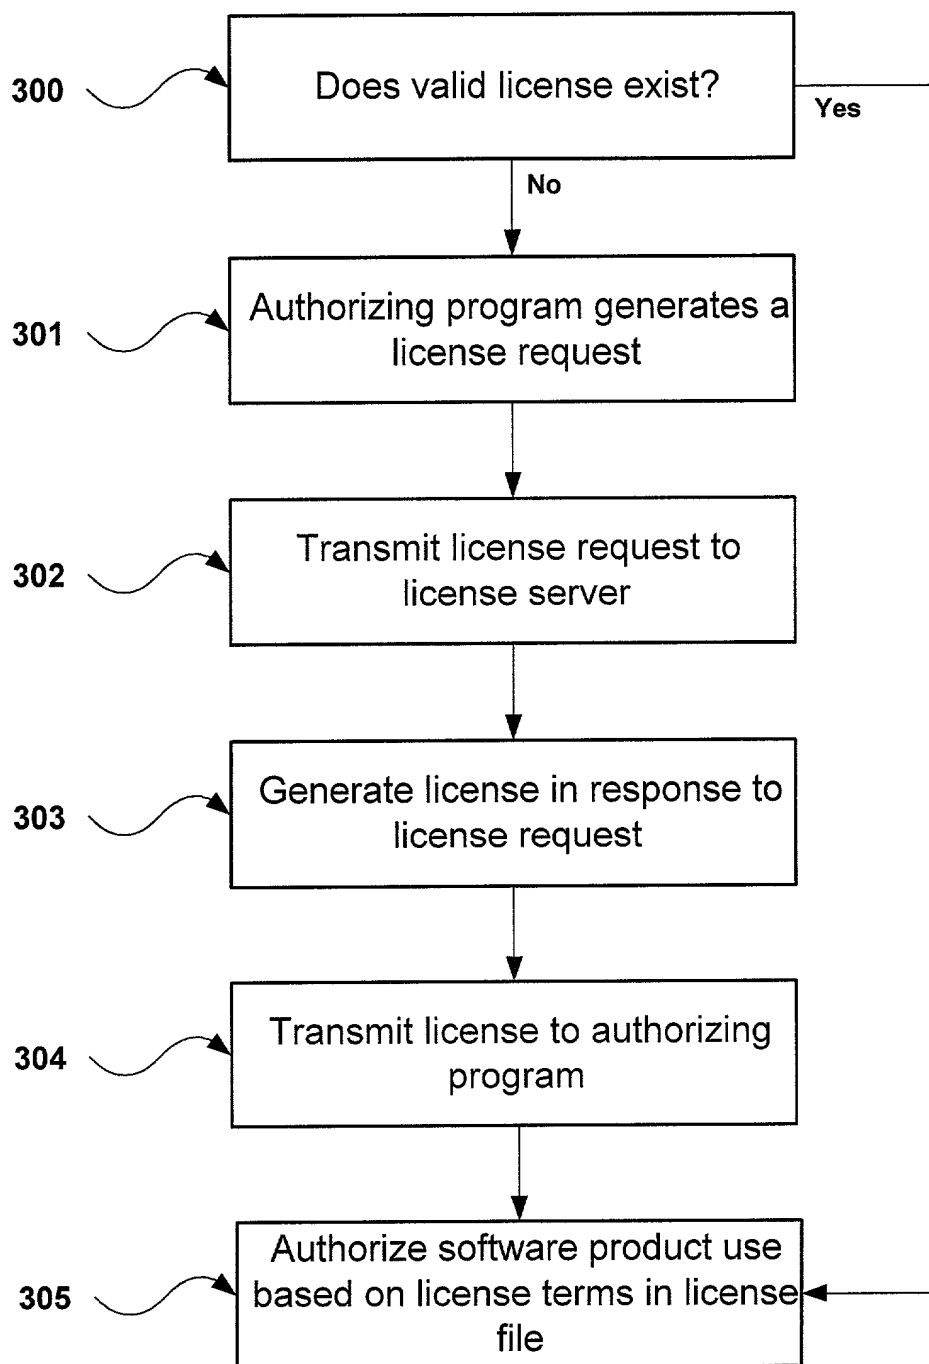 300
Does valid license exist?
Yes
No
301
Authorizing program generates a
license request
302
Transmit license request to
license server
303
Generate license in response to
license request
304
Transmit license to authorizing
program
305
Authorize software product use
based on license terms in license
file